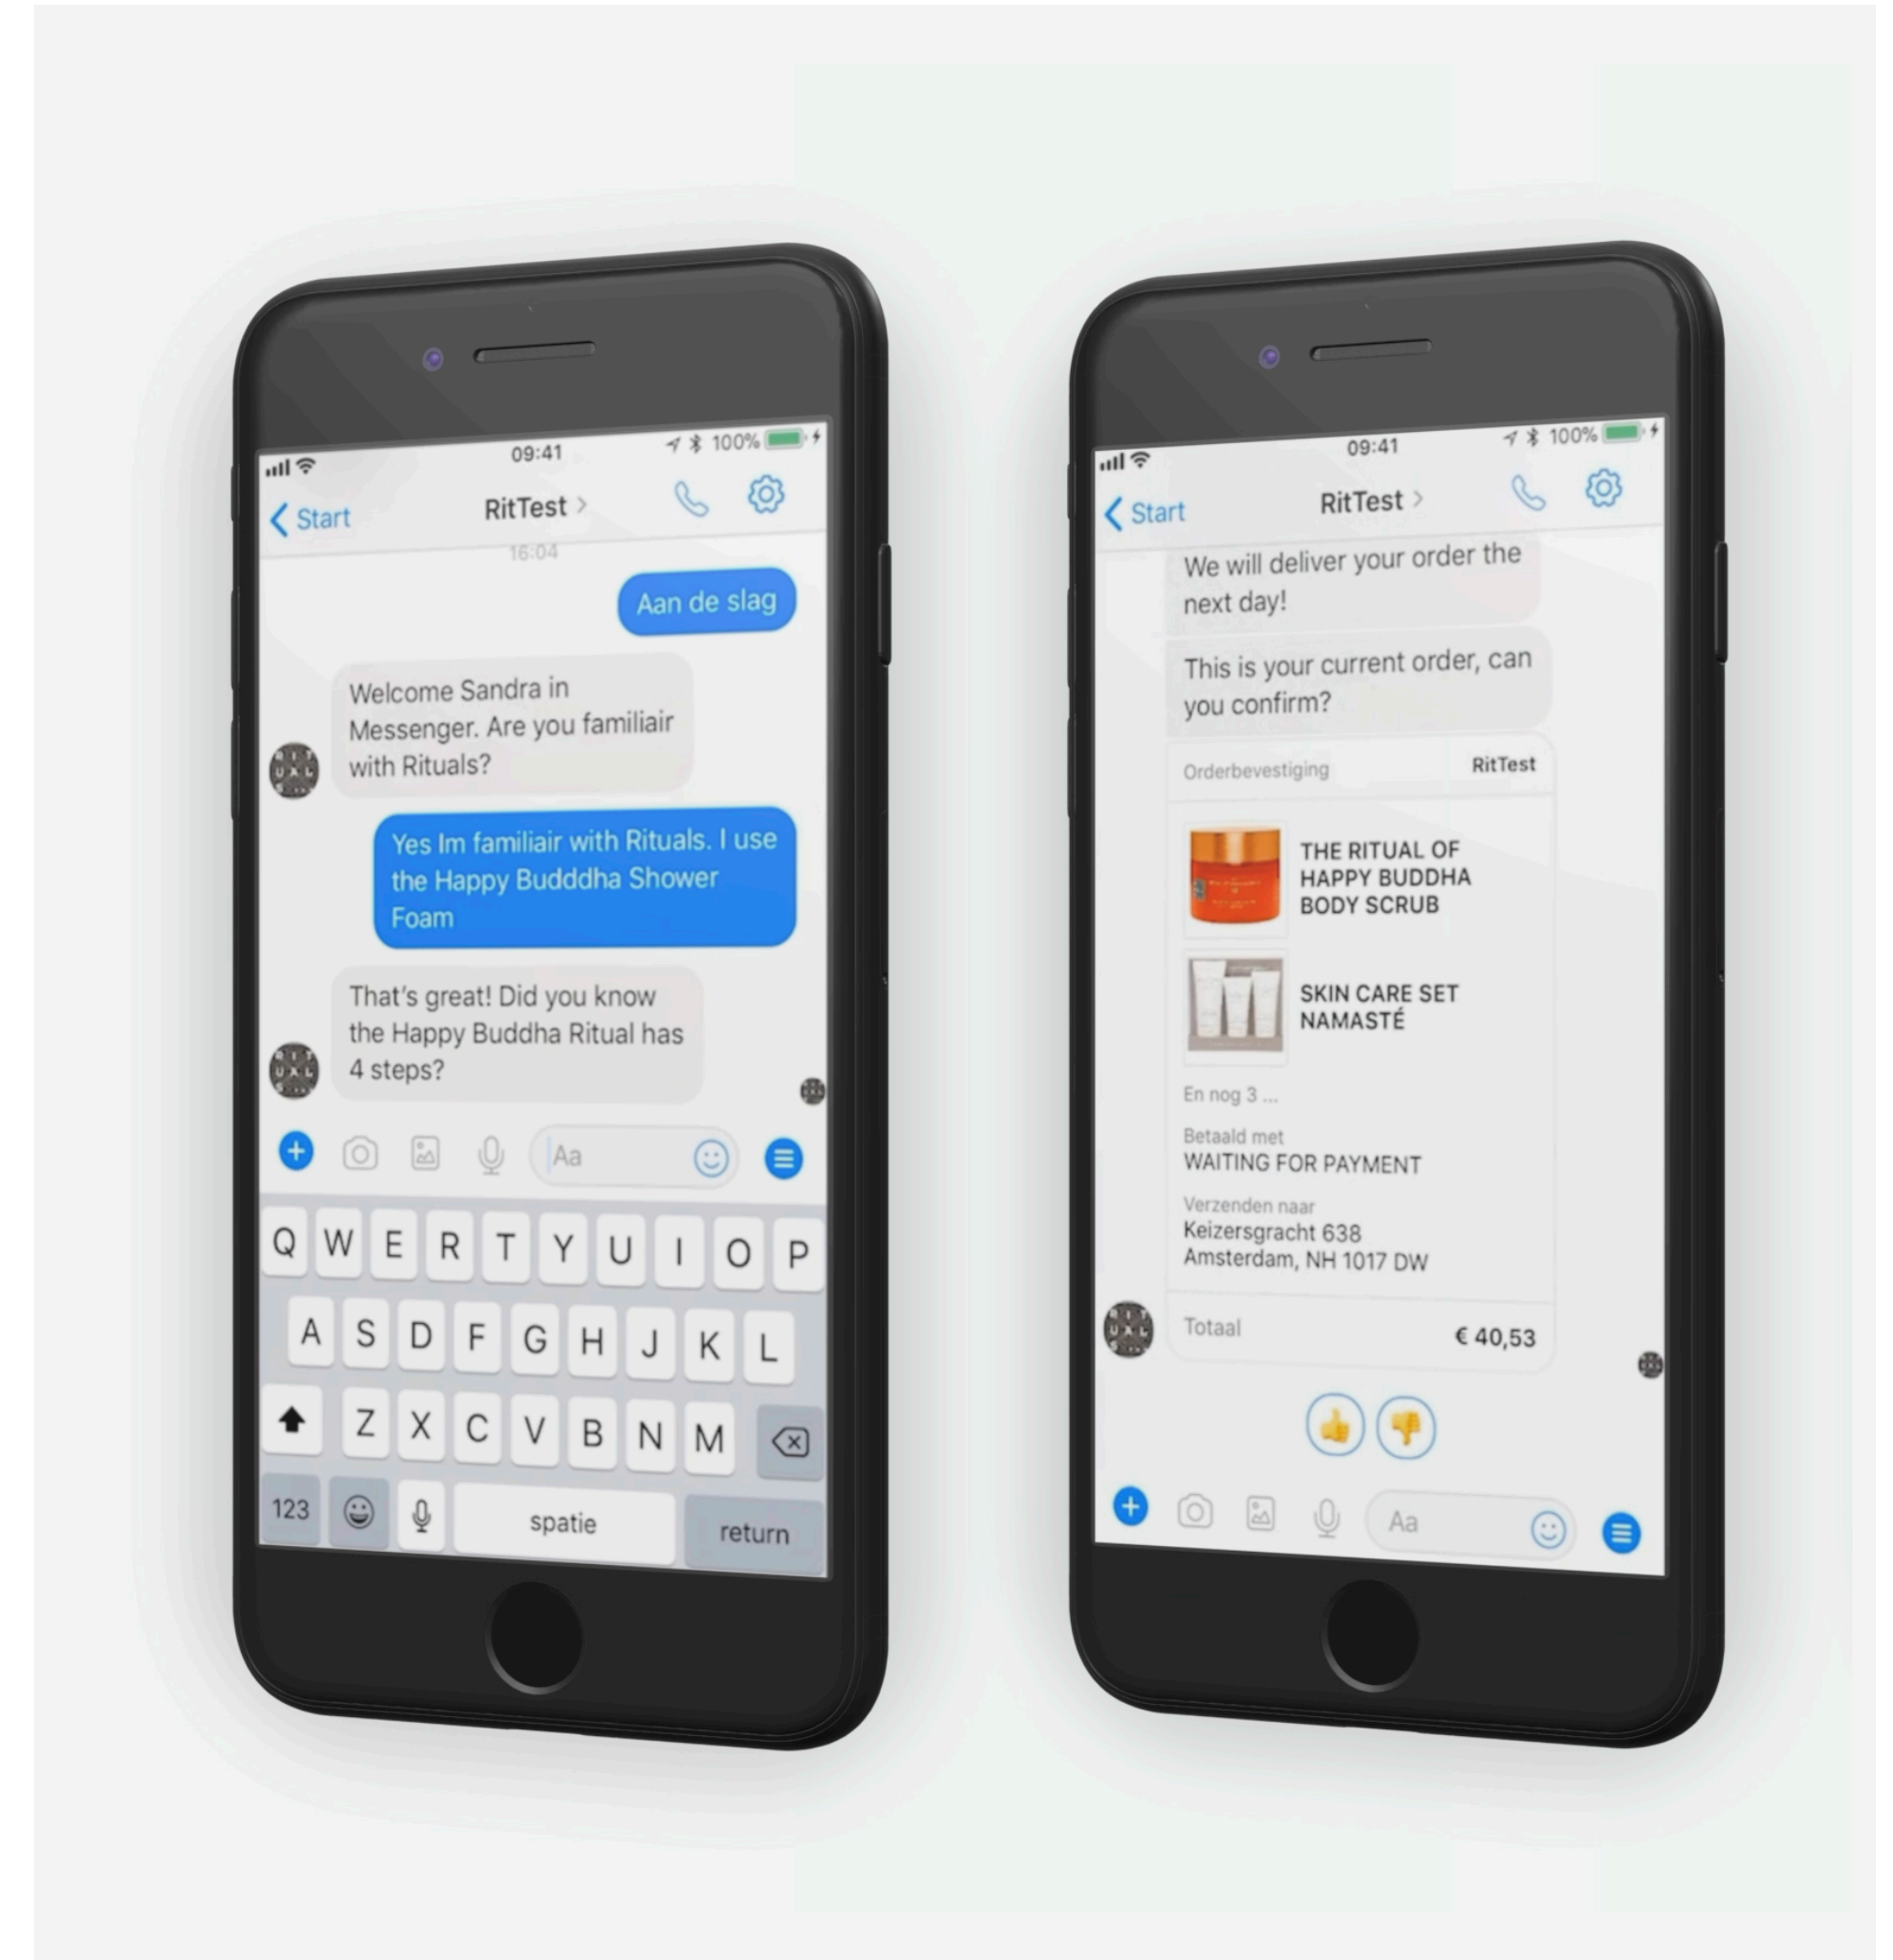 09:41
100%
Start
RitTest
16:04
Aan de slag
Welcome Sandra in
Messenger. Are you familiair
with Rituals?
Yes Im familiair with Rituals. I use
the Happy Budddha Shower
Foam
That's great! Did you know
the Happy Buddha Ritual has
4 steps?
Aa
Q W E R T Y U I O P
A S D F G H J K L
Z X C V B N M
123 spatie return
09:41
100%
Start
RitTest
We will deliver your order the
next day!
This is your current order, can
you confirm?
Orderbevestiging RitTest
THE RITUAL OF
HAPPY BUDDHA
BODY SCRUB
SKIN CARE SET
NAMASTÉ
En nog 3 ...
Betaald met
WAITING FOR PAYMENT
Verzenden naar
Keizersgracht 638
Amsterdam, NH 1017 DW
Totaal € 40,53
Aa